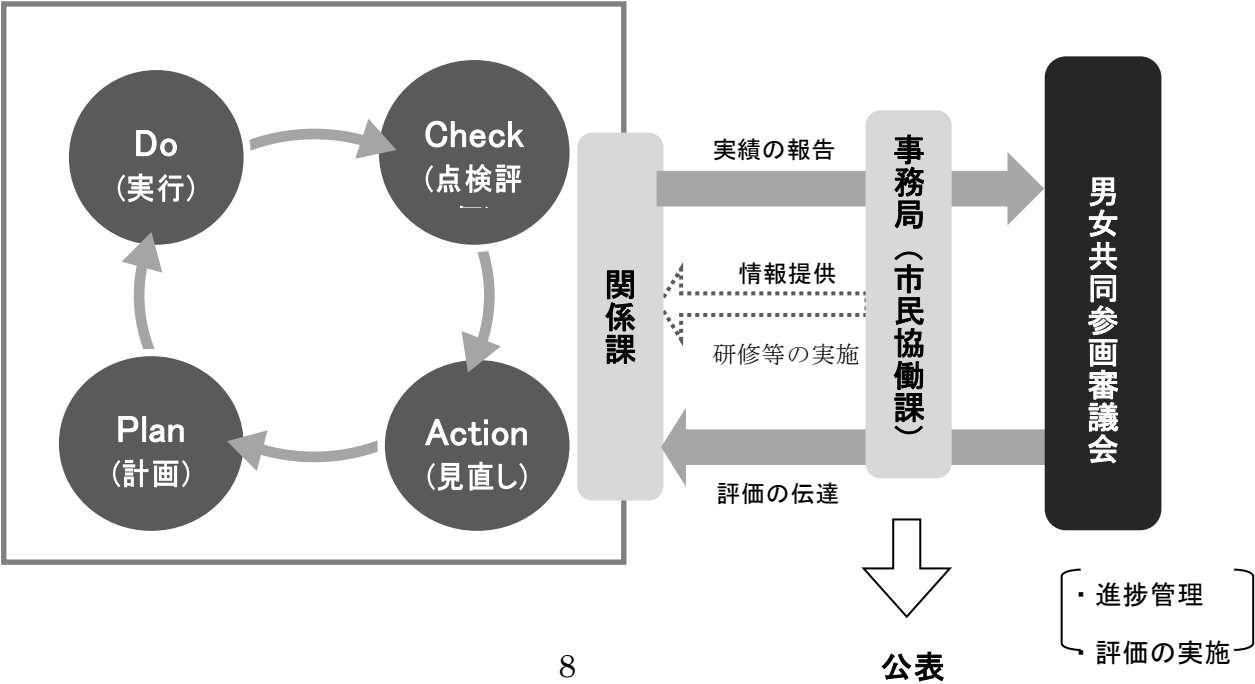 Do
(実行)
Check
(点検評
Plan
(計画)
Action
(見直し)
関係課
実績の報告
情報提供
研修等の実施
評価の伝達
事務局（市民協働課）
男女共同参画審議会
公表
・進捗管理
・評価の実施
8